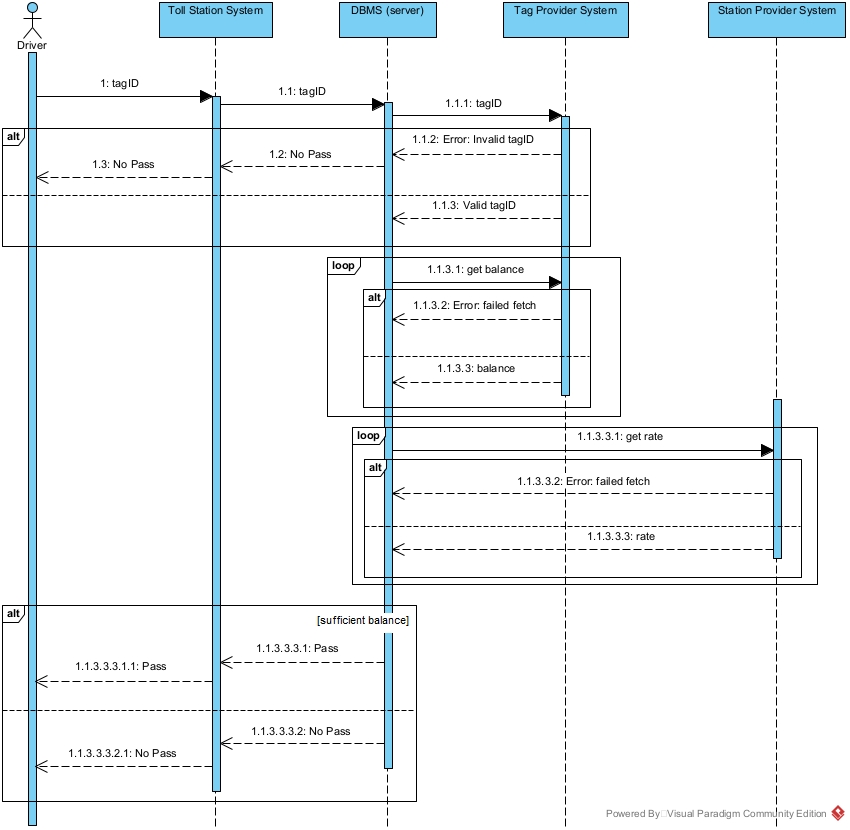 Toll Station System
DBMS (server)
Tag Provider System
Station Provider System
Driver
1: tagID
1.1: tagID
1.1.1: tagID
alt
1.1.2: Error: Invalid tagID
1.2: No Pass
1.3: No Pass
1.1.3: Valid tagID
loop
1.1.3.1: get balance
alt
1.1.3.2: Error: failed fetch
1.1.3.3: balance
loop
1.1.3.3.1: get rate
alt
1.1.3.3.2: Error: failed fetch
1.1.3.3.3: rate
alt
[sufficient balance]
1.1.3.3.3.1: Pass
1.1.3.3.3.1.1: Pass
1.1.3.3.3.2: No Pass
1.1.3.3.3.2.1: No Pass
Powered By Visual Paradigm Community Edition